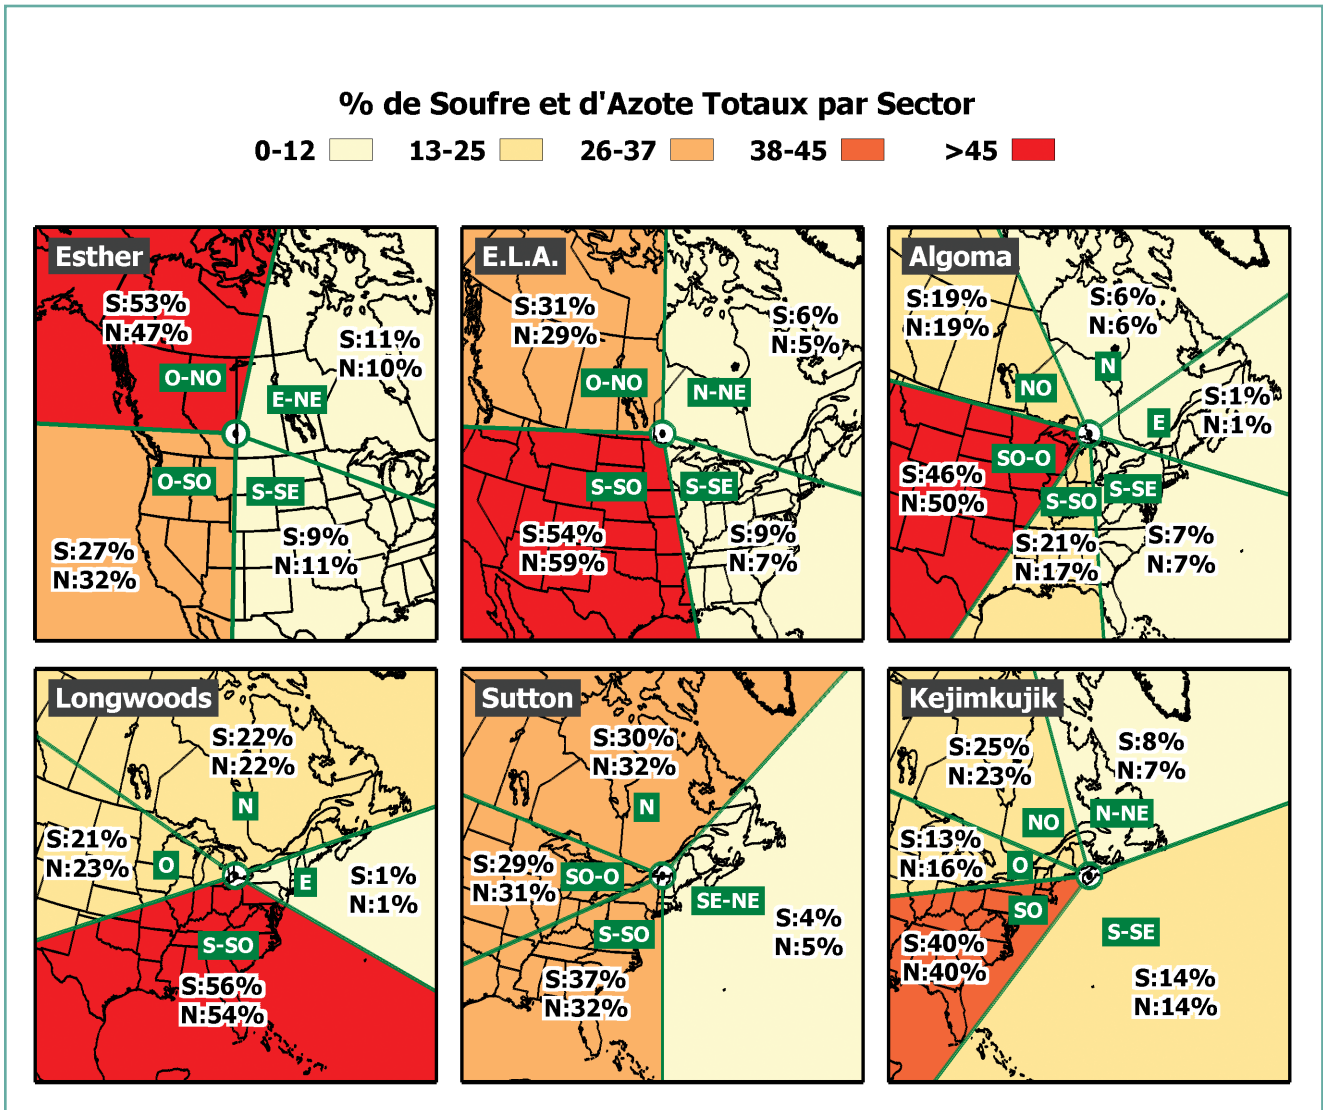 % de Soufre et d'Azote Totaux par Sector
0-12 13-25 26-37 38-45 >45
Esther
S:53%
N:47%
O-NO
S:11%
N:10%
E-NE
O-SO
S:27%
N:32%
S-SE
S:9%
N:11%
E.L.A.
S:31%
N:29%
O-NO
S:6%
N:5%
N-NE
S-SO
S:54%
N:59%
S-SE
S:9%
N:7%
Algoma
S:19%
N:19%
NO
S:6%
N:6%
N
S:1%
N:1%
E
SO-O
S:46%
N:50%
S-SO
S:21%
N:17%
S-SE
S:7%
N:7%
Longwoods
S:22%
N:22%
N
S:21%
N:23%
O
E
S:1%
N:1%
S-SO
S:56%
N:54%
Sutton
S:30%
N:32%
N
S:29%
N:31%
SO-O
SE-NE
S:4%
N:5%
S-SO
S:37%
N:32%
Kejimkujik
S:25%
N:23%
NO
S:8%
N:7%
N-NE
S:13%
N:16%
O
SO
S:40%
N:40%
S-SE
S:14%
N:14%